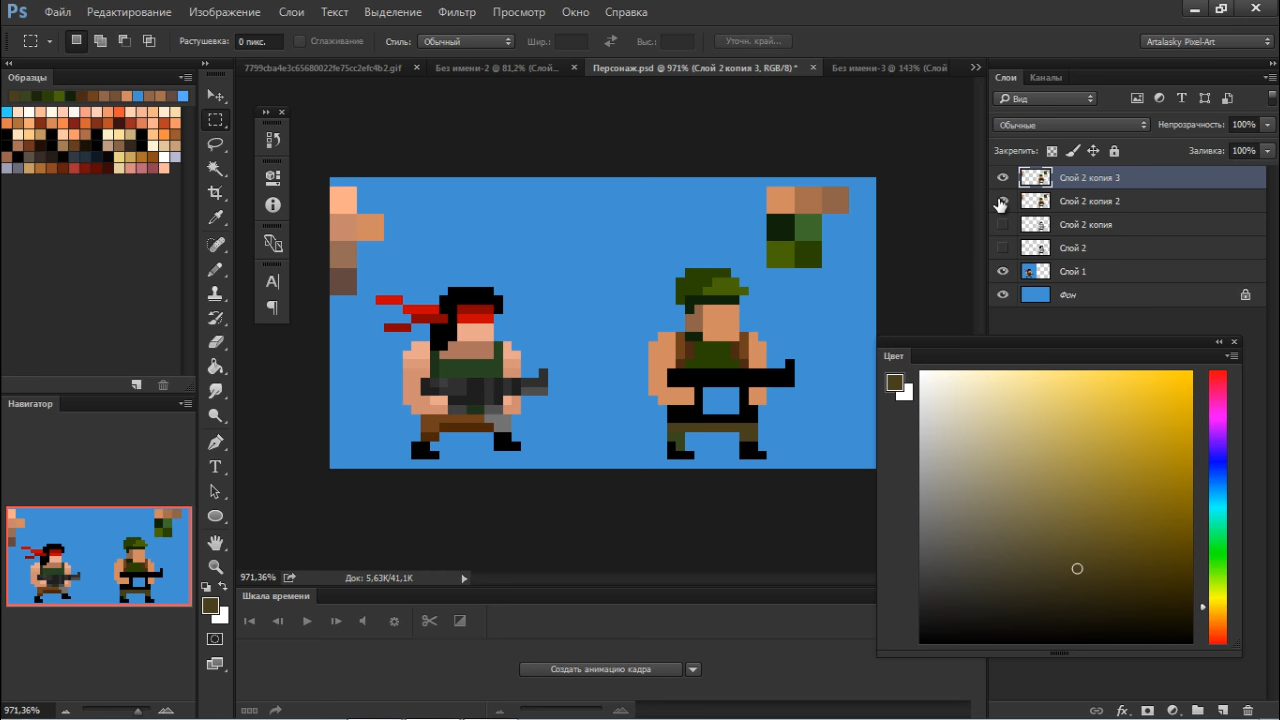 Ps Файл Редактирование Изображение Слои Текст Выделение Фильтр Просмотр Окно Справка
Растушевка: 0 пикс. Сглаживание Стиль: Обычный Шир.: Выс.: Уточн. край... Artalasky Pixel-Art
Образцы
7799cba4e3c65680022fe75cc2efc4b2.gif × Без имени-2 @ 81,2% (Слой... × Персонаж.psd @ 971% (Слой 2 копия 3, RGB/8) * × Без имени-3 @ 143% (Слой
Слои Каналы
Вид
Обычные Непрозрачность: 100%
Закрепить: Заливка: 100%
Слой 2 копия 3
Слой 2 копия 2
Слой 2 копия
Слой 2
Слой 1
Фон
Цвет
Навигатор
971,36% Док: 5,63K/41,1K
Шкала времени
Создать анимацию кадра
971,36%